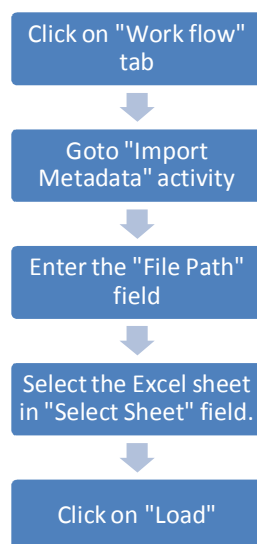 Click on "Work flow"
tab
Goto "Import
Metadata" activity
Enter the "File Path"
field
Select the Excel sheet
in "Select Sheet" field.
Click on "Load"